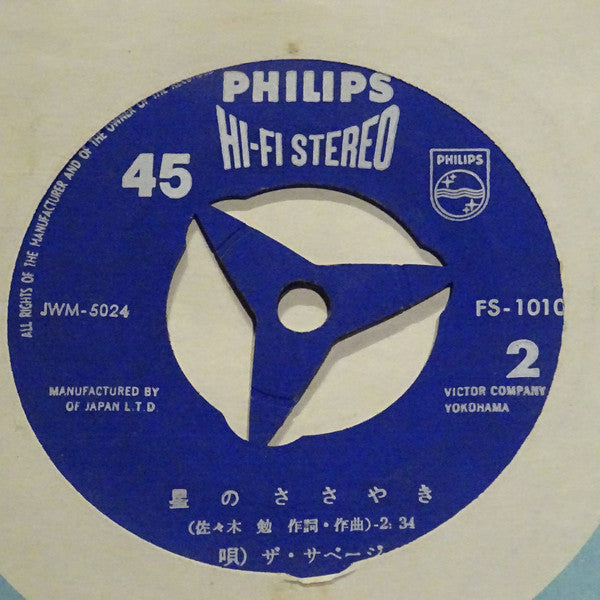 PHILIPS
HI-FI STEREO
45
PHILIPS
ALL RIGHTS OF THE MANUFACTURER AND OF THE OWNER OF THE
JWM-5024
FS-1010
2
MANUFACTURED BY
OF JAPAN L.T.D.
VICTOR COMPANY
YOKOHAMA
星のささやき
(佐々木 勉 作詞・作曲)-2:34
唄) ザ・サベージ